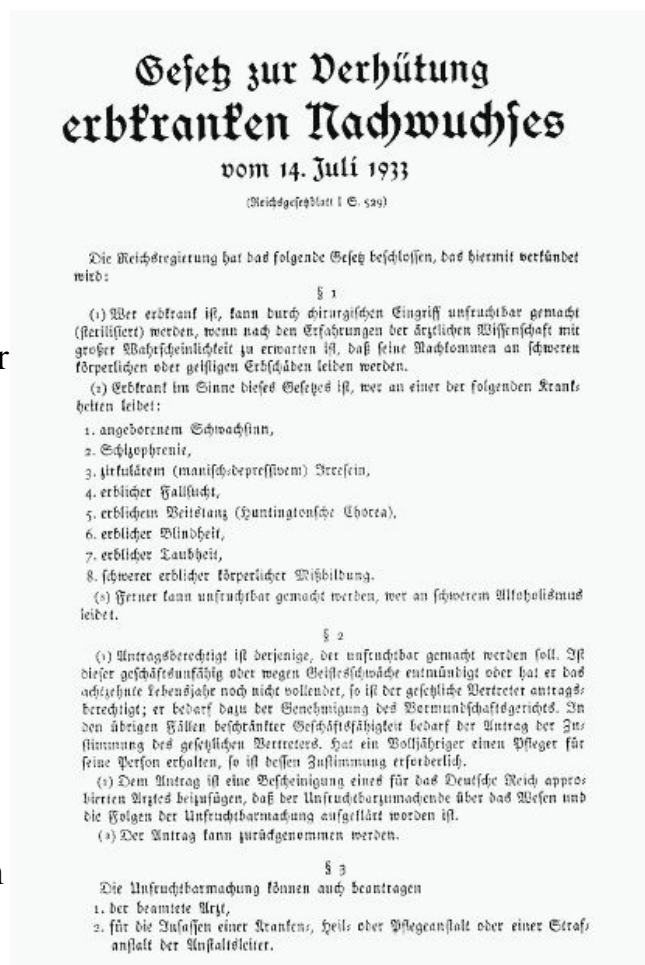 Gesetz zur Verhütung
erbkranken Nachwuchses
vom 14. Juli 1933
(Reichsgesetzblatt I S. 529)
Die Reichsregierung hat das folgende Gesetz beschlossen, das hiermit verkündet
wird:
§ 1
(1) Wer erbkrank ist, kann durch chirurgischen Eingriff unfruchtbar gemacht
(sterilisiert) werden, wenn nach den Erfahrungen der ärztlichen Wissenschaft mit
großer Wahrscheinlichkeit zu erwarten ist, daß seine Nachkommen an schweren
körperlichen oder geistigen Erbschäden leiden werden.
(2) Erbkrank im Sinne dieses Gesetzes ist, wer an einer der folgenden Krank-
heiten leidet:
1. angeborenem Schwachsinn,
2. Schizophrenie,
3. zirkulärem (manisch-depressivem) Irresein,
4. erblicher Fallsucht,
5. erblichem Veitstanz (Huntingtonsche Chorea),
6. erblicher Blindheit,
7. erblicher Taubheit,
8. schwerer erblicher körperlicher Mißbildung.
(3) Ferner kann unfruchtbar gemacht werden, wer an schwerem Alkoholismus
leidet.
§ 2
(1) Antragsberechtigt ist derjenige, der unfruchtbar gemacht werden soll. Ist
dieser geschäftsunfähig oder wegen Geistesschwäche entmündigt oder hat er das
achtzehnte Lebensjahr noch nicht vollendet, so ist der gesetzliche Vertreter antrags-
berechtigt; er bedarf dazu der Genehmigung des Vormundschaftsgerichts. In
den übrigen Fällen beschränkter Geschäftsfähigkeit bedarf der Antrag der Zu-
stimmung des gesetzlichen Vertreters. Hat ein Volljähriger einen Pfleger für
seine Person erhalten, so ist dessen Zustimmung erforderlich.
(2) Dem Antrag ist eine Bescheinigung eines für das Deutsche Reich appro-
bierten Arztes beizufügen, daß der Unfruchtbarzumachende über das Wesen und
die Folgen der Unfruchtbarmachung aufgeklärt worden ist.
(3) Der Antrag kann zurückgenommen werden.
§ 3
Die Unfruchtbarmachung können auch beantragen
1. der beamtete Arzt,
2. für die Insassen einer Kranken-, Heil- oder Pflegeanstalt oder einer Straf-
anstalt der Anstaltsleiter.